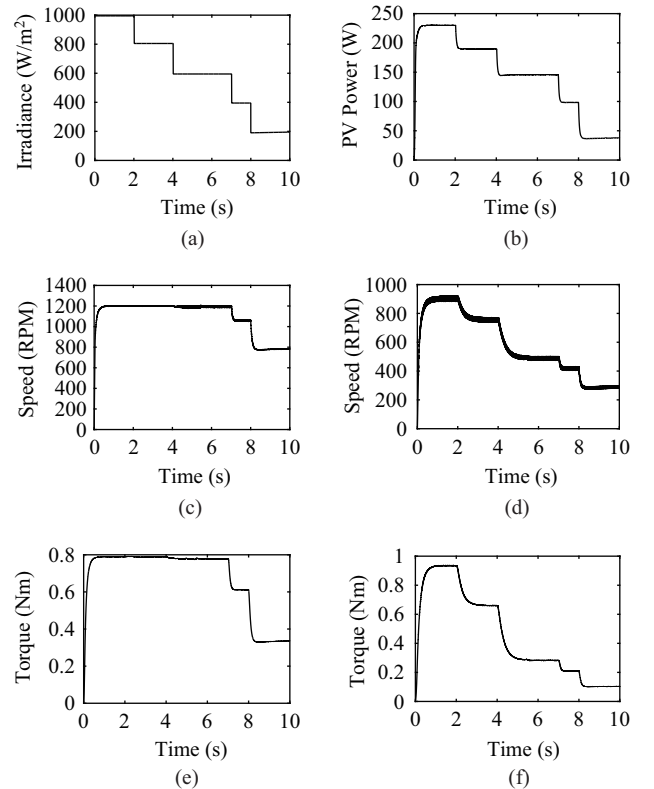 Irradiance (W/m²)
1000
800
600
400
200
0
0 2 4 6 8 10
Time (s)
(a)
PV Power (W)
250
200
150
100
50
0
0 2 4 6 8 10
Time (s)
(b)
Speed (RPM)
1400
1200
1000
800
600
400
200
0
0 2 4 6 8 10
Time (s)
(c)
Speed (RPM)
1000
800
600
400
200
0
0 2 4 6 8 10
Time (s)
(d)
Torque (Nm)
0.8
0.6
0.4
0.2
0
0 2 4 6 8 10
Time (s)
(e)
Torque (Nm)
1
0.8
0.6
0.4
0.2
0
0 2 4 6 8 10
Time (s)
(f)